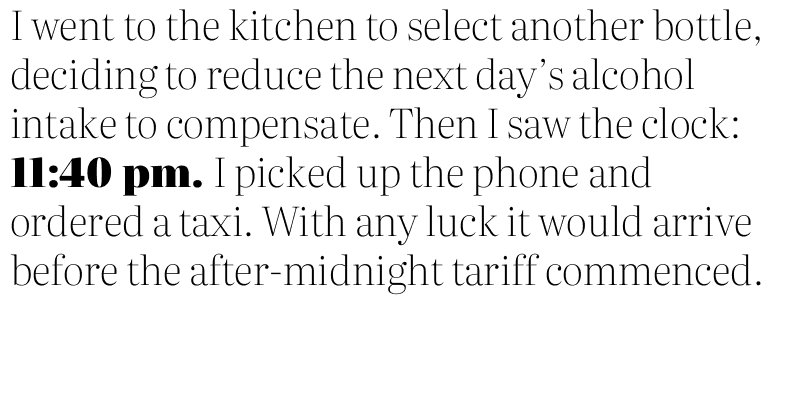 I went to the kitchen to select another bottle,
deciding to reduce the next day’s alcohol
intake to compensate. Then I saw the clock:
11:40 pm. I picked up the phone and
ordered a taxi. With any luck it would arrive
before the after-midnight tariff commenced.